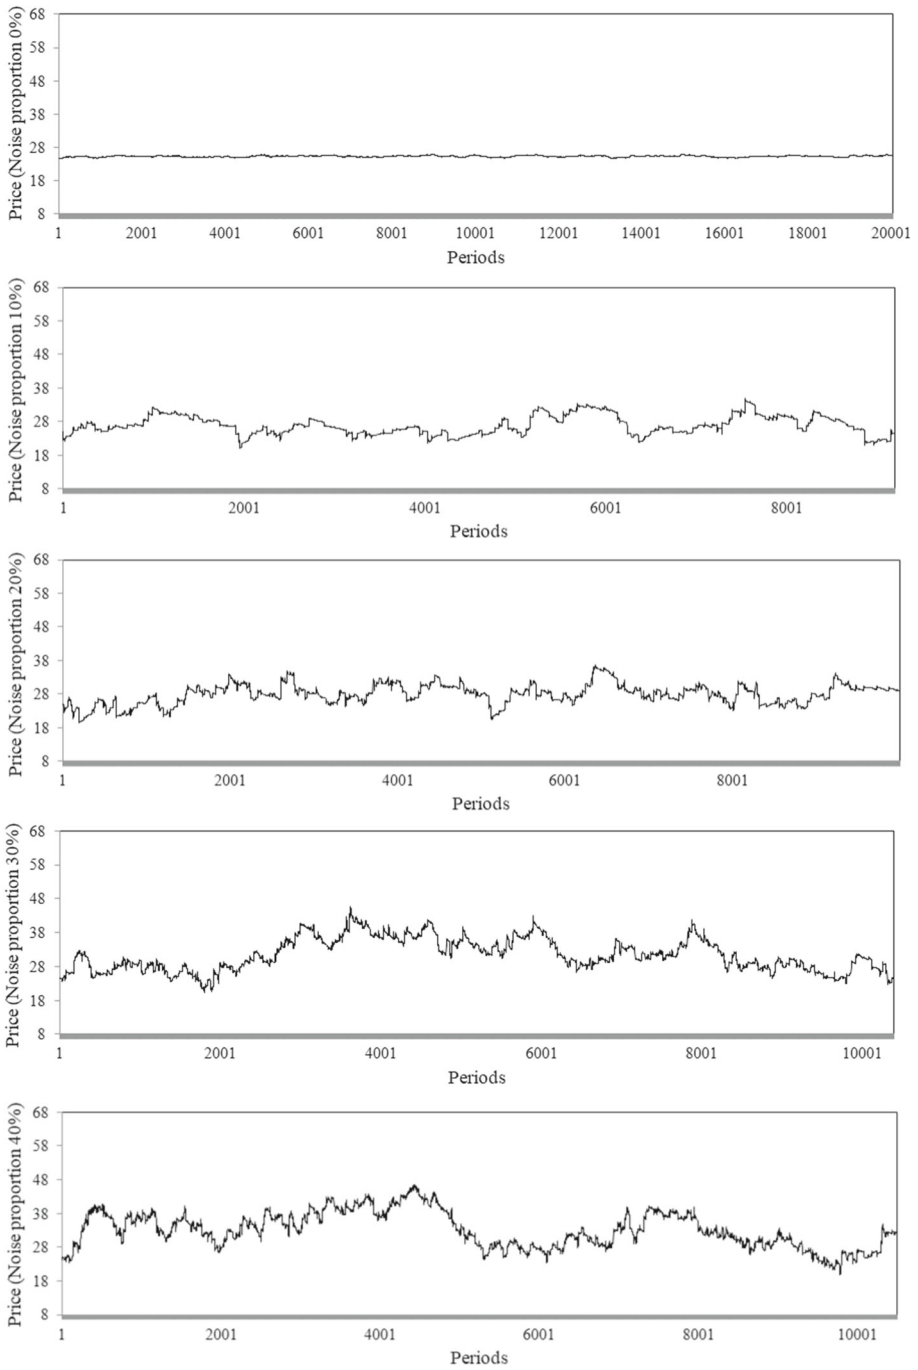 Price (Noise proportion 0%)
68
58
48
38
28
18
8
1 2001 4001 6001 8001 10001 12001 14001 16001 18001 20001
Periods
Price (Noise proportion 10%)
68
58
48
38
28
18
8
1 2001 4001 6001 8001
Periods
Price (Noise proportion 20%)
68
58
48
38
28
18
8
1 2001 4001 6001 8001
Periods
Price (Noise proportion 30%)
68
58
48
38
28
18
8
1 2001 4001 6001 8001 10001
Periods
Price (Noise proportion 40%)
68
58
48
38
28
18
8
1 2001 4001 6001 8001 10001
Periods